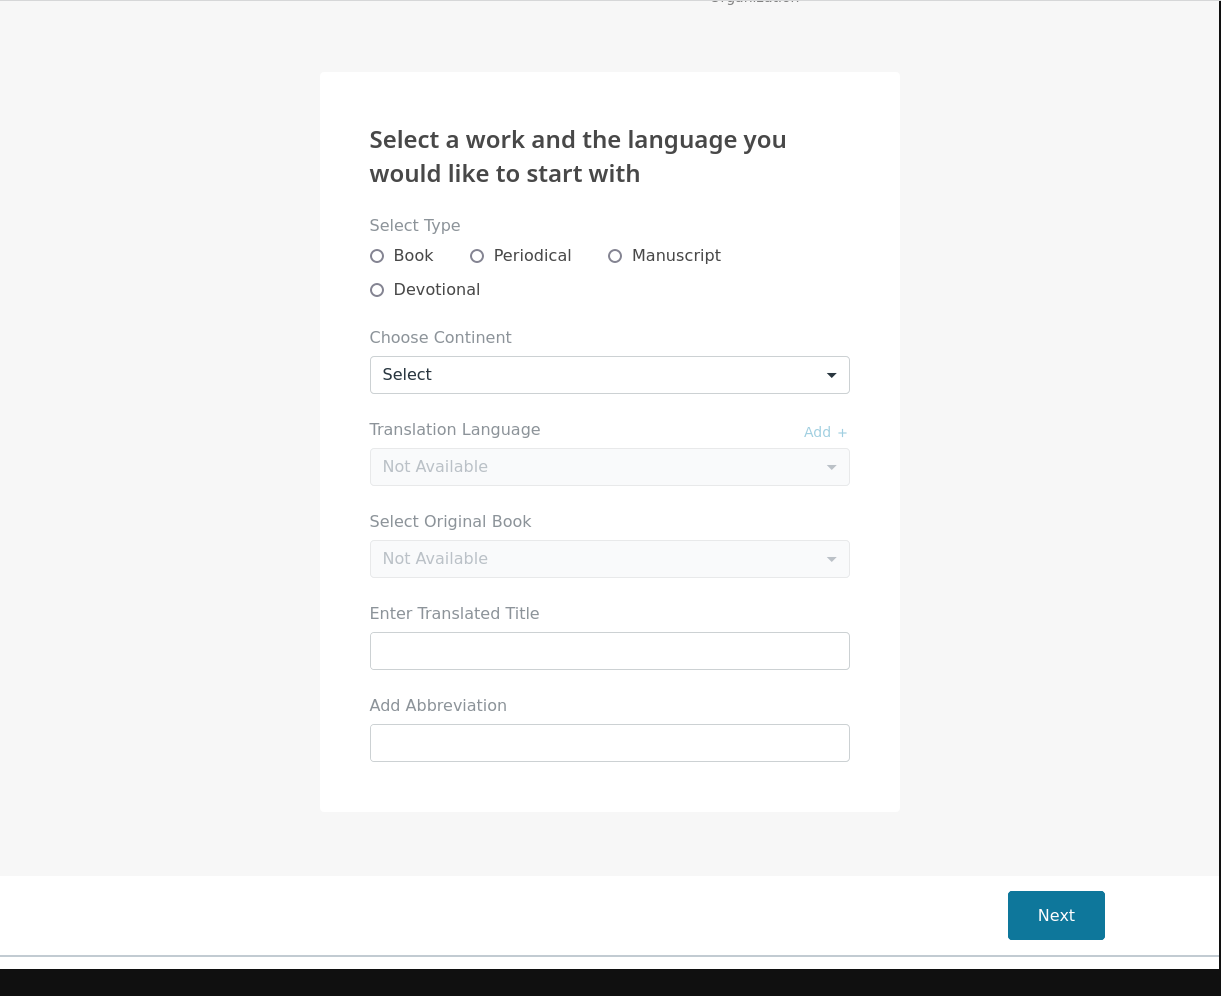 Select a work and the language you
would like to start with
Select Type
Book Periodical Manuscript
Devotional
Choose Continent
Select
Translation Language Add +
Not Available
Select Original Book
Not Available
Enter Translated Title
Add Abbreviation
Next